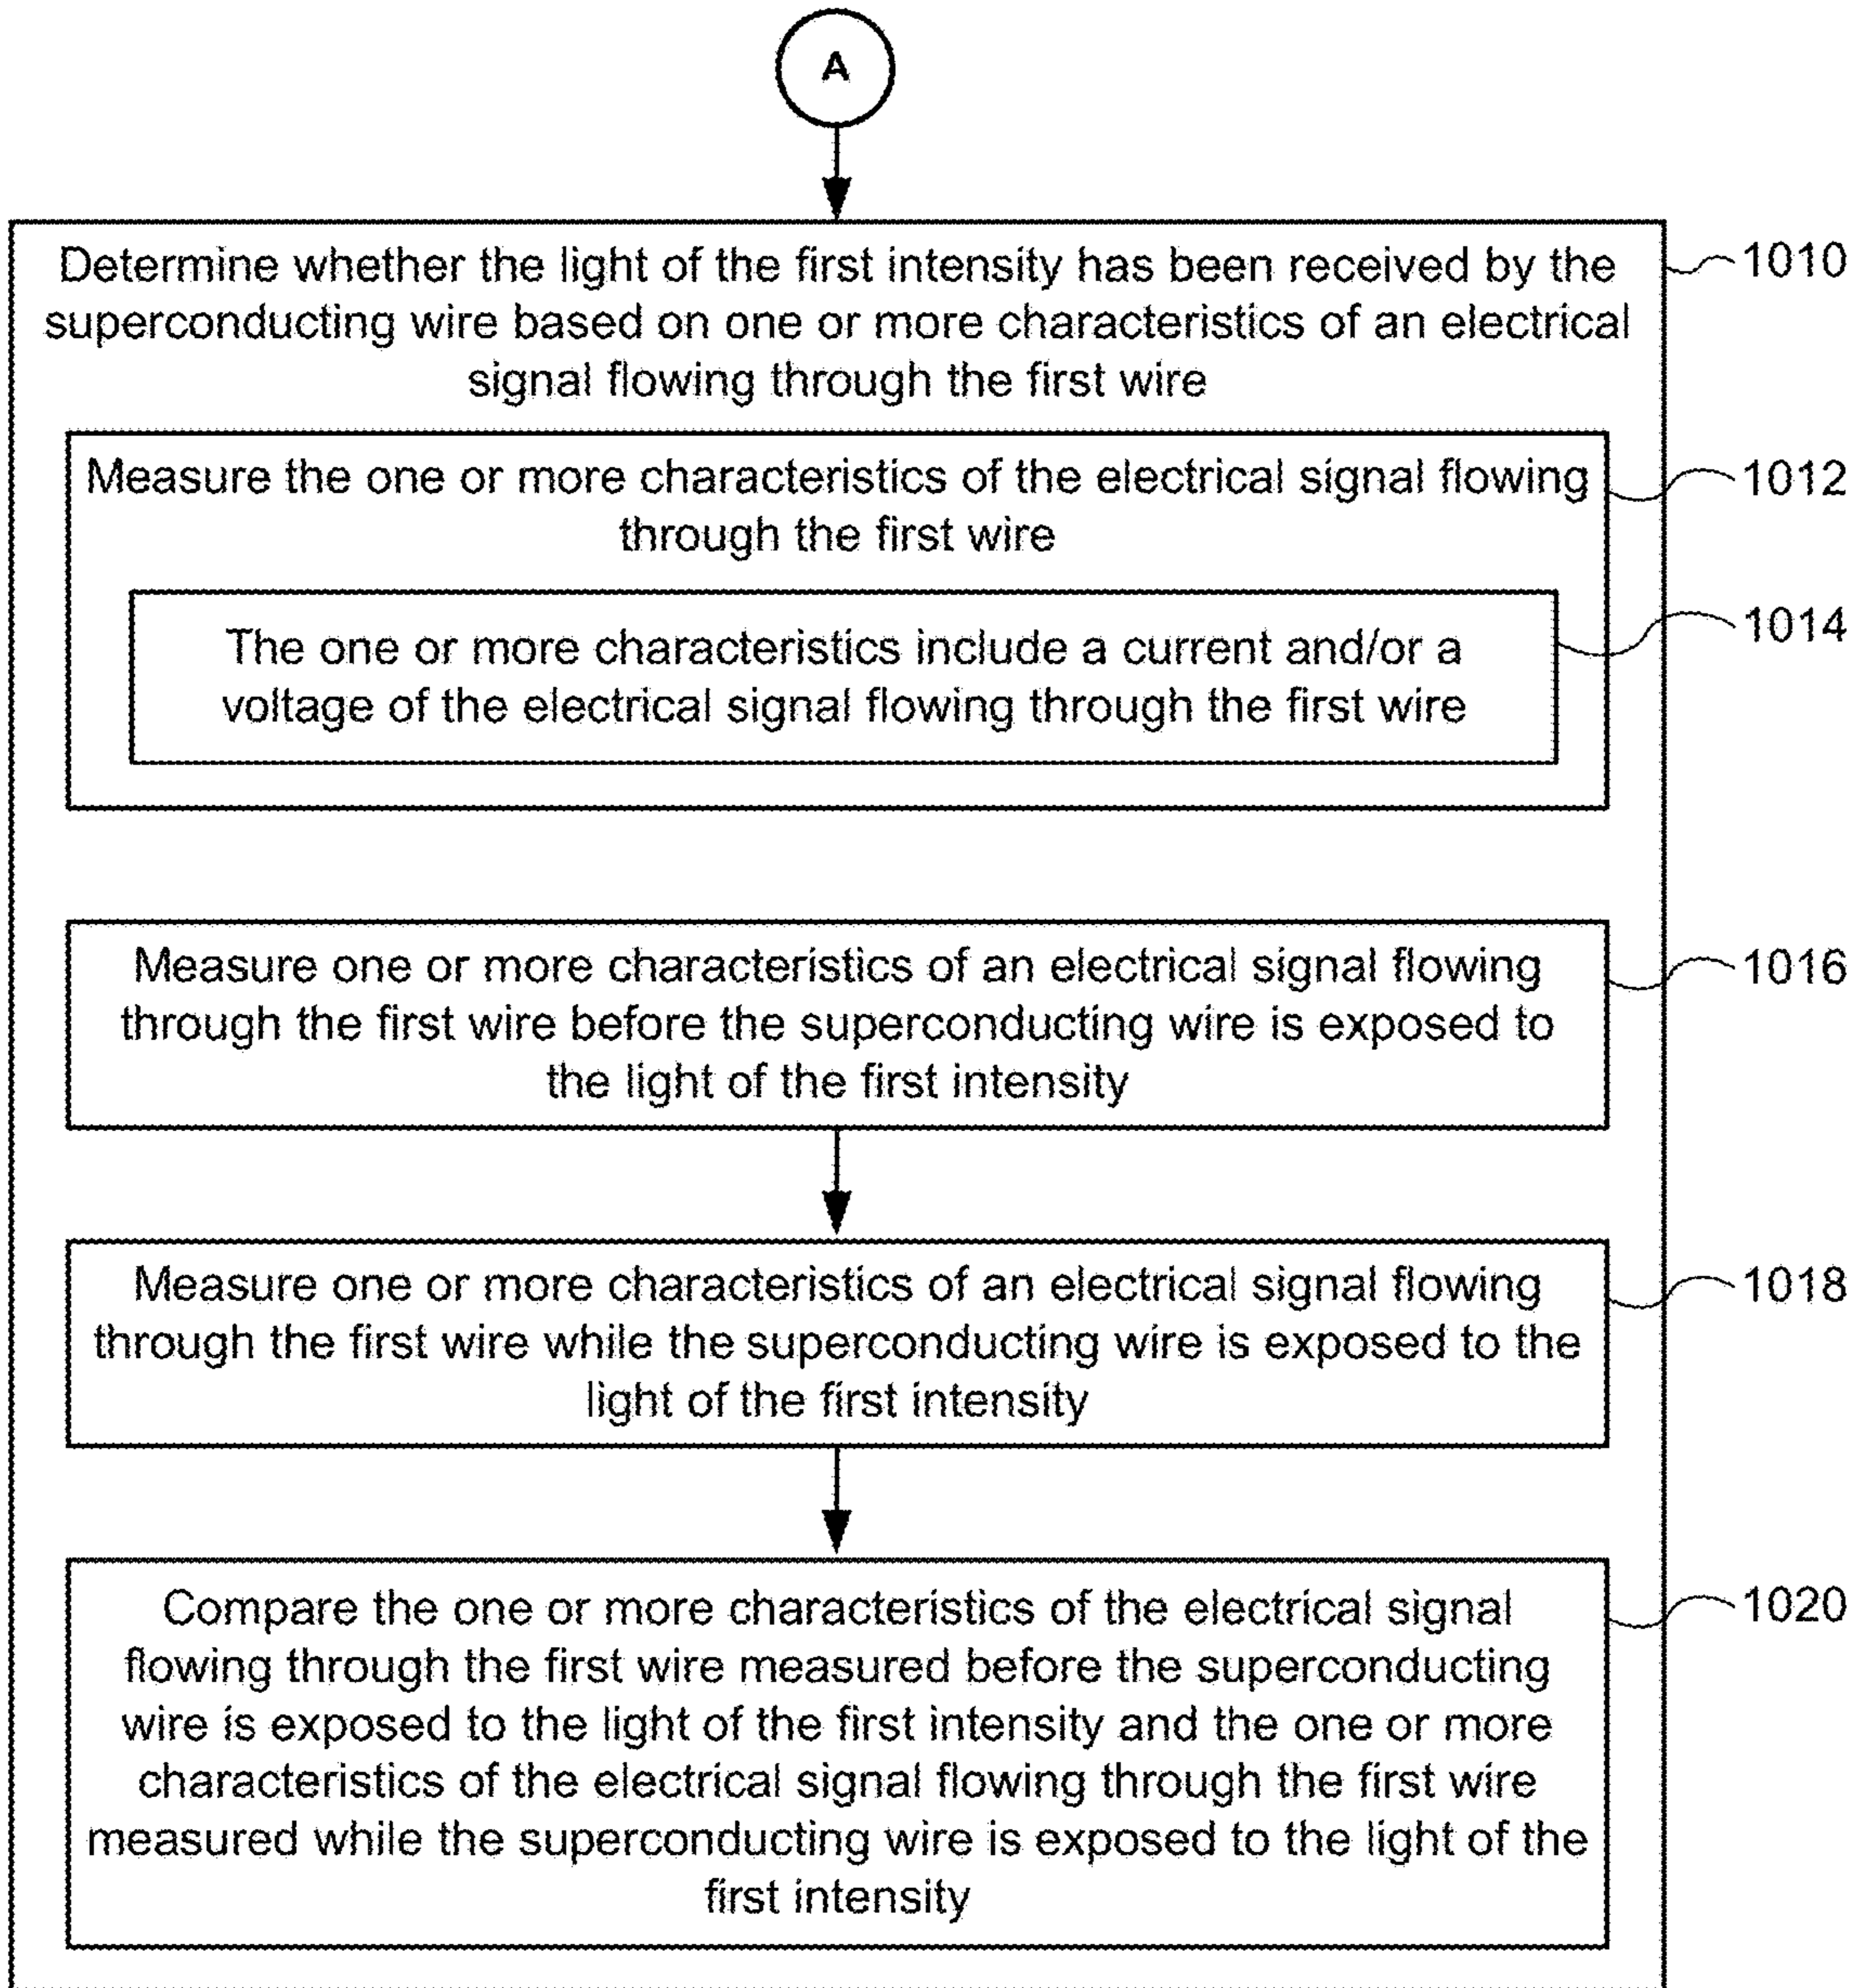 A
Determine whether the light of the first intensity has been received by the
superconducting wire based on one or more characteristics of an electrical
signal flowing through the first wire
1010
Measure the one or more characteristics of the electrical signal flowing
through the first wire
1012
The one or more characteristics include a current and/or a
voltage of the electrical signal flowing through the first wire
1014
Measure one or more characteristics of an electrical signal flowing
through the first wire before the superconducting wire is exposed to
the light of the first intensity
1016
Measure one or more characteristics of an electrical signal flowing
through the first wire while the superconducting wire is exposed to the
light of the first intensity
1018
Compare the one or more characteristics of the electrical signal
flowing through the first wire measured before the superconducting
wire is exposed to the light of the first intensity and the one or more
characteristics of the electrical signal flowing through the first wire
measured while the superconducting wire is exposed to the light of the
first intensity
1020